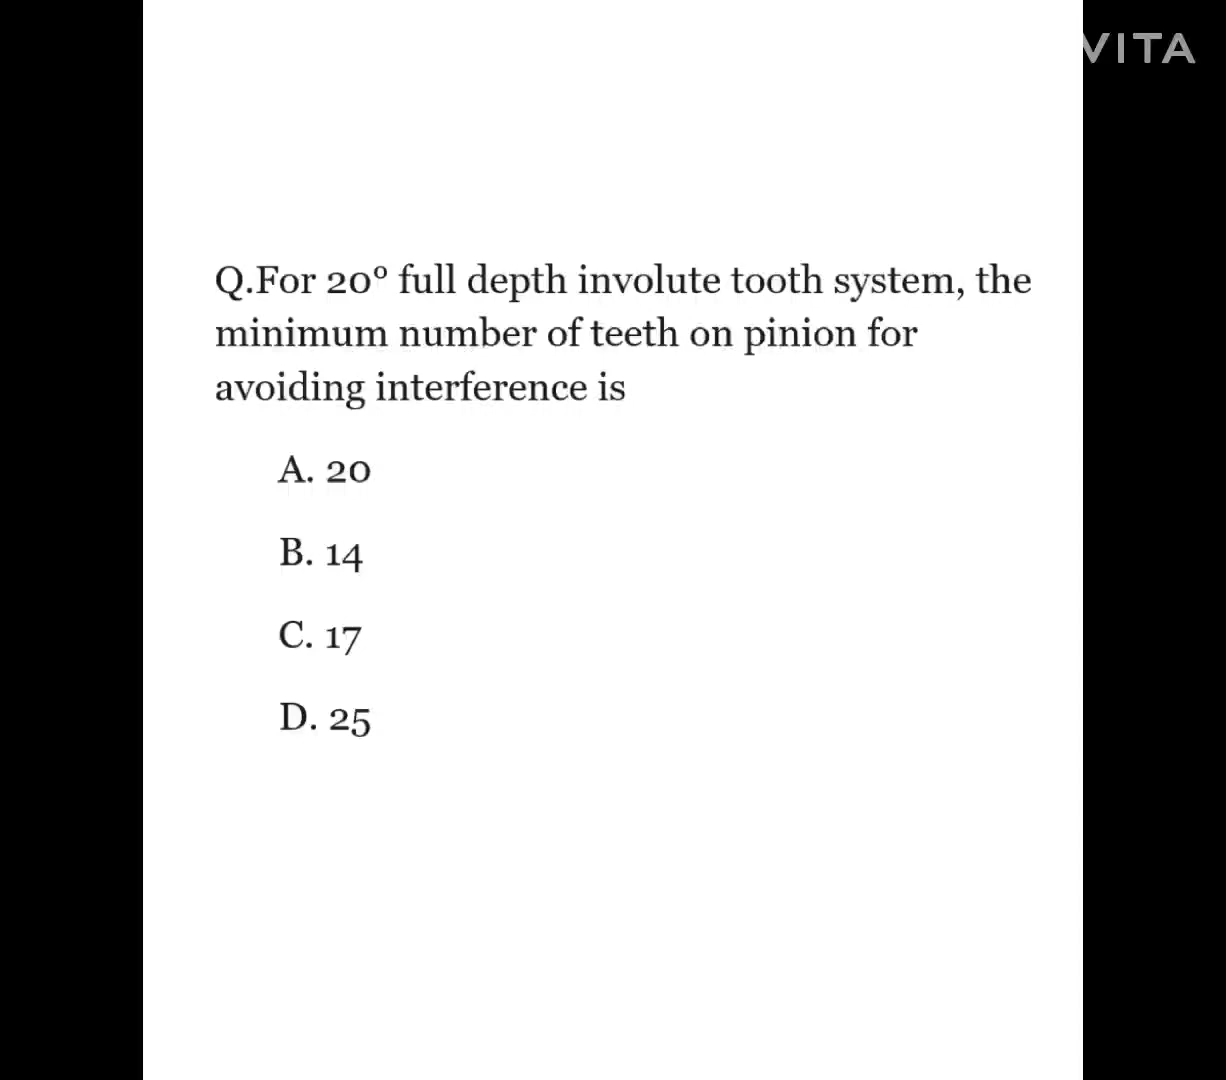 VITA
Q.For 20° full depth involute tooth system, the
minimum number of teeth on pinion for
avoiding interference is
A. 20
B. 14
C. 17
D. 25